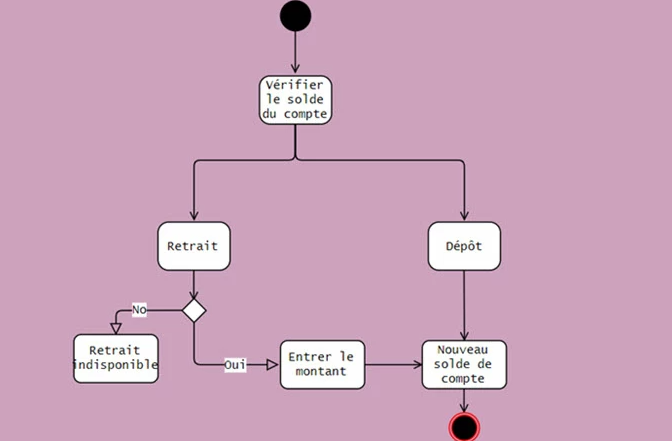 Vérifier
le solde
du compte
Retrait
Dépôt
No
Retrait
indisponible
Oui
Entrer le
montant
Nouveau
solde de
compte